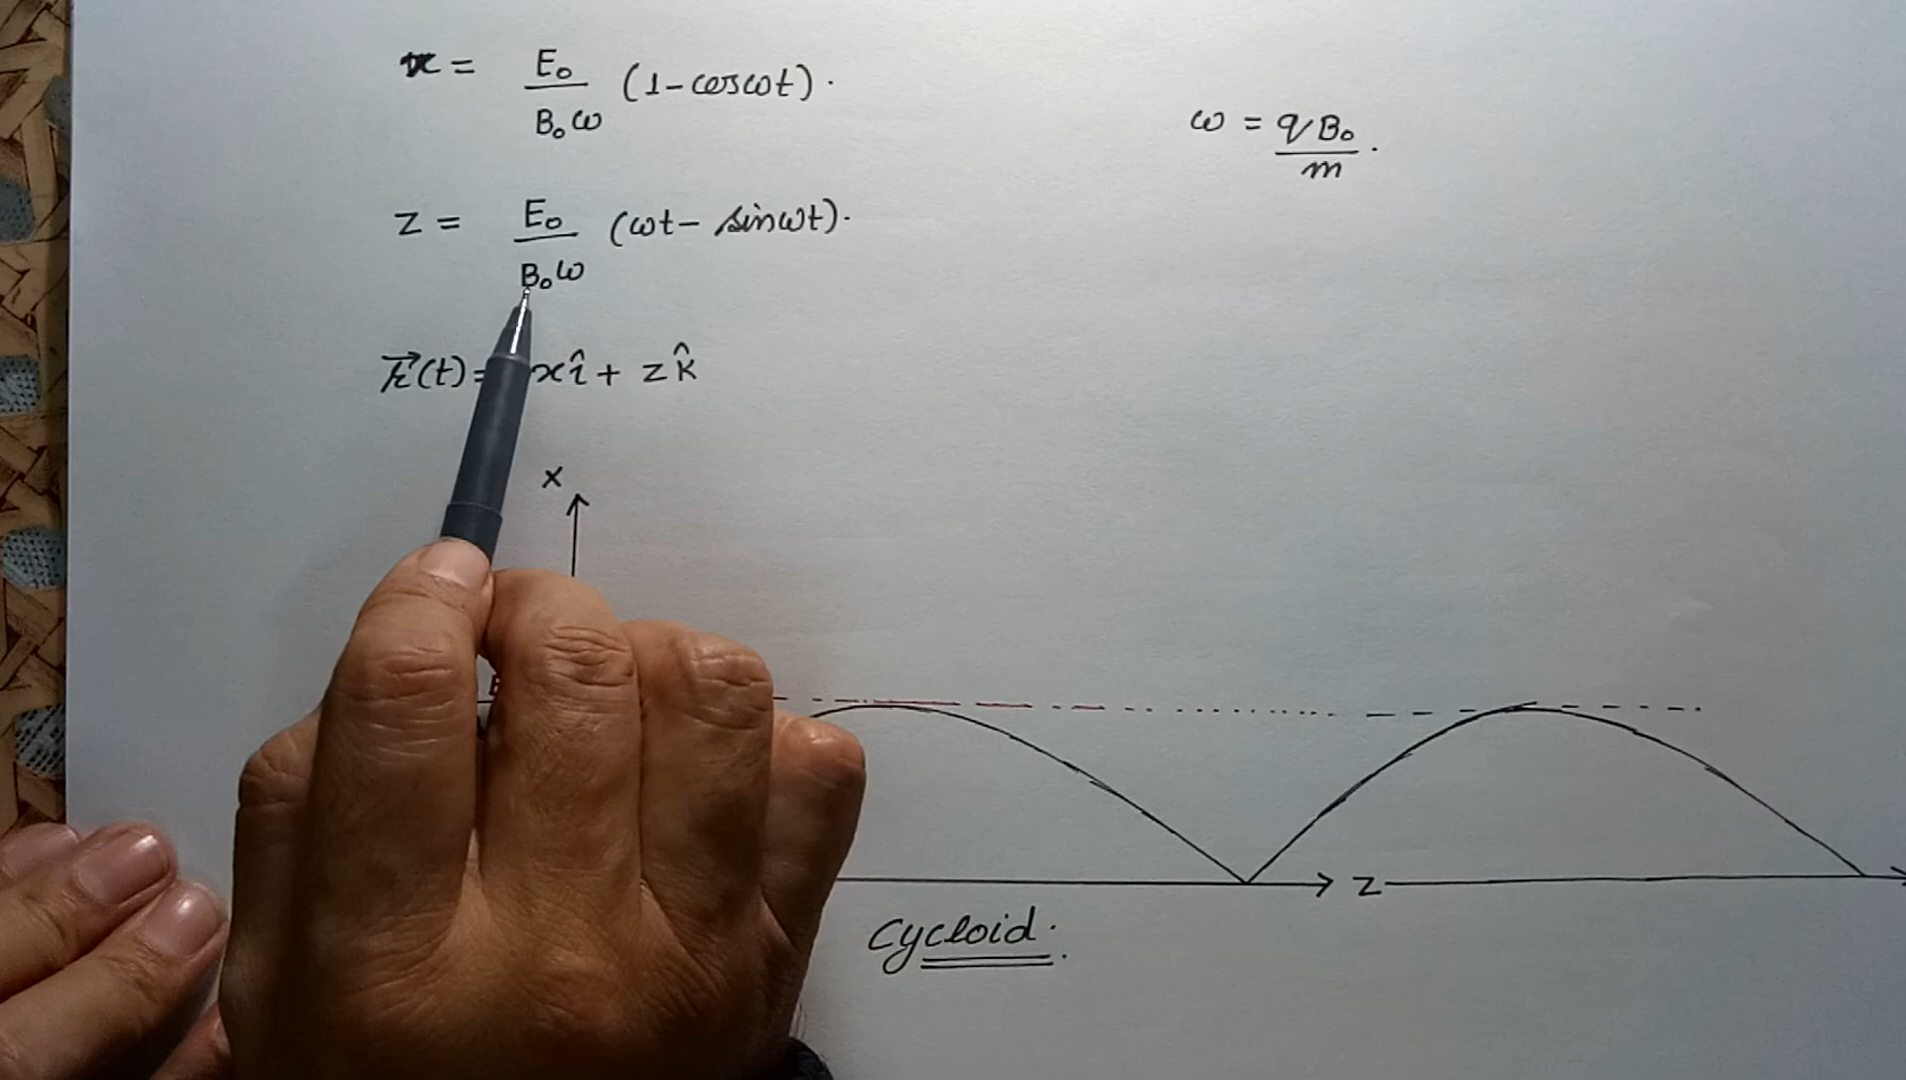 x = E₀/B₀ω (1 - cosωt).
ω = qB₀/m.
z = E₀/B₀ω (ωt - sinωt).
r⃗(t) = xî + zk̂
X
Z
Cycloid.